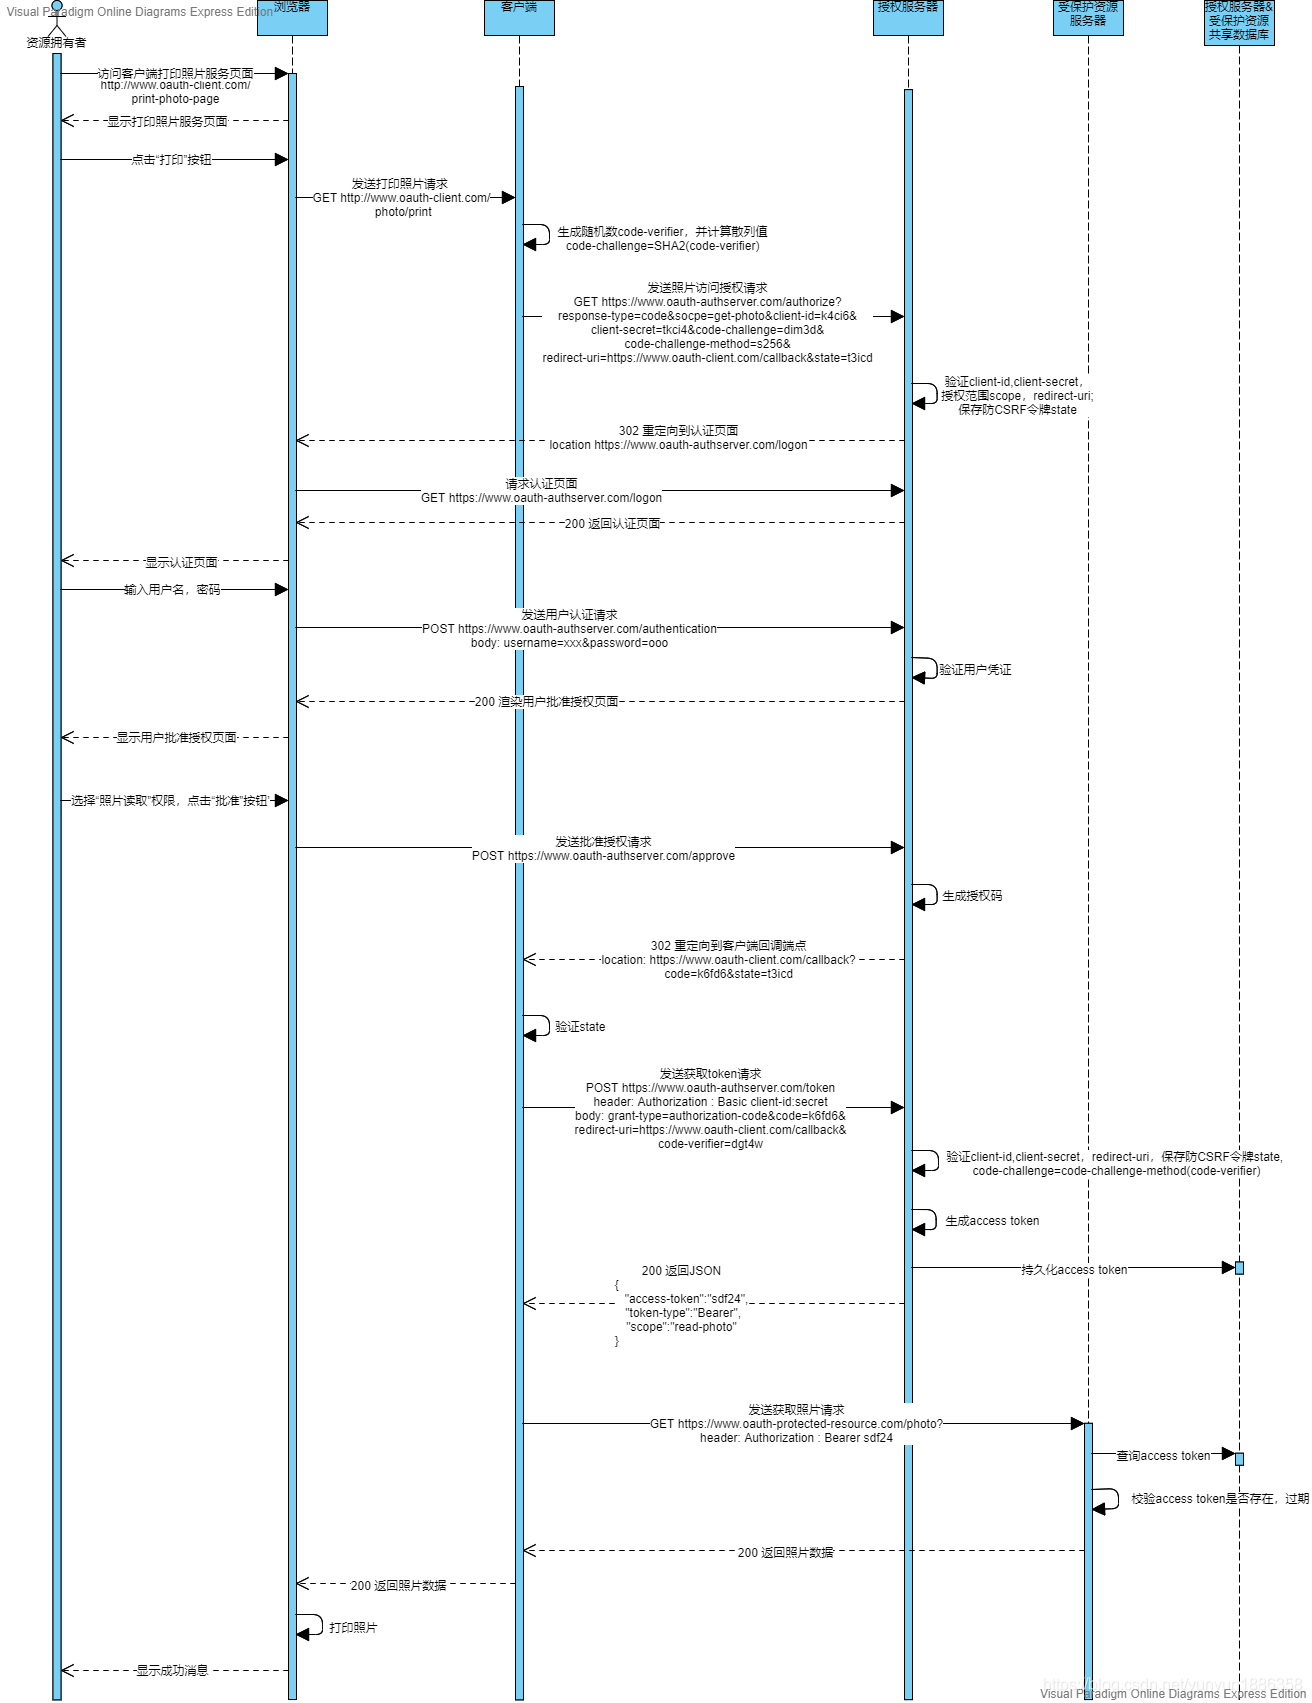 Visual Paradigm Online Diagrams Express Edition
浏览器
客户端
授权服务器
受保护资源
服务器
授权服务器&
受保护资源
共享数据库
资源拥有者
访问客户端打印照片服务页面
http://www.oauth-client.com/
print-photo-page
显示打印照片服务页面
点击“打印”按钮
发送打印照片请求
GET http://www.oauth-client.com/
photo/print
生成随机数code-verifier，并计算散列值
code-challenge=SHA2(code-verifier)
发送照片访问授权请求
GET https://www.oauth-authserver.com/authorize?
response-type=code&socpe=get-photo&client-id=k4ci6&
client-secret=tkci4&code-challenge=dim3d&
code-challenge-method=s256&
redirect-uri=https://www.oauth-client.com/callback&state=t3icd
验证client-id,client-secret，
授权范围scope，redirect-uri;
保存防CSRF令牌state
302 重定向到认证页面
location https://www.oauth-authserver.com/logon
请求认证页面
GET https://www.oauth-authserver.com/logon
200 返回认证页面
显示认证页面
输入用户名，密码
发送用户认证请求
POST https://www.oauth-authserver.com/authentication
body: username=xxx&password=ooo
验证用户凭证
200 渲染用户批准授权页面
显示用户批准授权页面
选择“照片读取”权限，点击“批准”按钮
发送批准授权请求
POST https://www.oauth-authserver.com/approve
生成授权码
302 重定向到客户端回调端点
location: https://www.oauth-client.com/callback?
code=k6fd6&state=t3icd
验证state
发送获取token请求
POST https://www.oauth-authserver.com/token
header: Authorization : Basic client-id:secret
body: grant-type=authorization-code&code=k6fd6&
redirect-uri=https://www.oauth-client.com/callback&
code-verifier=dgt4w
验证client-id,client-secret，redirect-uri，保存防CSRF令牌state,
code-challenge=code-challenge-method(code-verifier)
生成access token
持久化access token
200 返回JSON
{
"access-token":"sdf24",
"token-type":"Bearer",
"scope":"read-photo"
}
发送获取照片请求
GET https://www.oauth-protected-resource.com/photo?
header: Authorization : Bearer sdf24
查询access token
校验access token是否存在，过期
200 返回照片数据
200 返回照片数据
打印照片
显示成功消息
Visual Paradigm Online Diagrams Express Edition